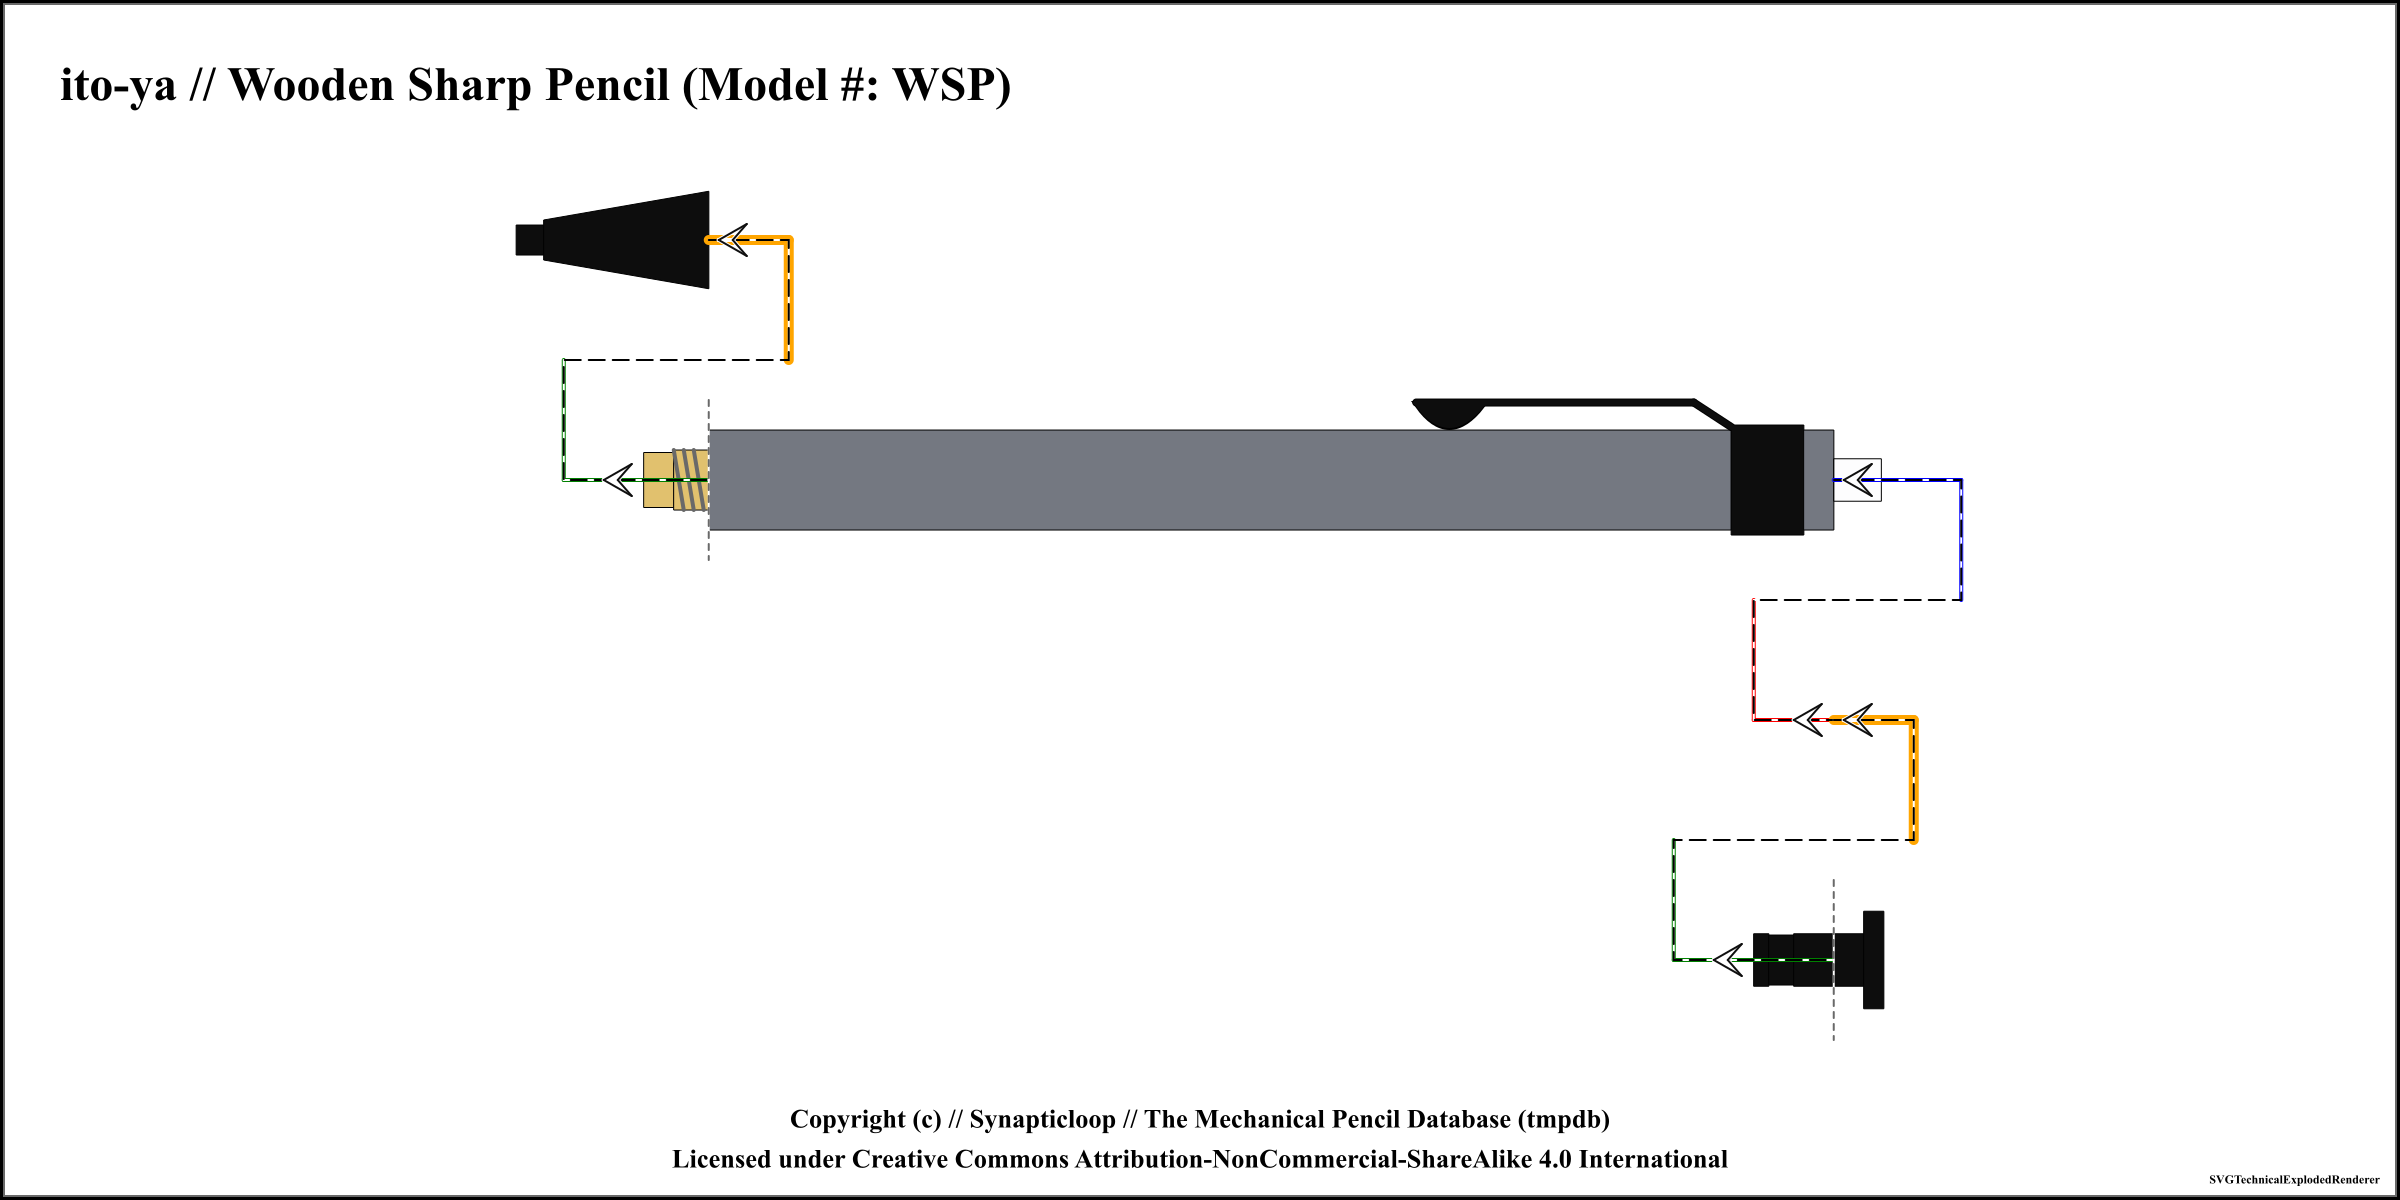 ito-ya // Wooden Sharp Pencil (Model #: WSP)
Copyright (c) // Synapticloop // The Mechanical Pencil Database (tmpdb)
Licensed under Creative Commons Attribution-NonCommercial-ShareAlike 4.0 International
SVGTechnicalExplodedRenderer